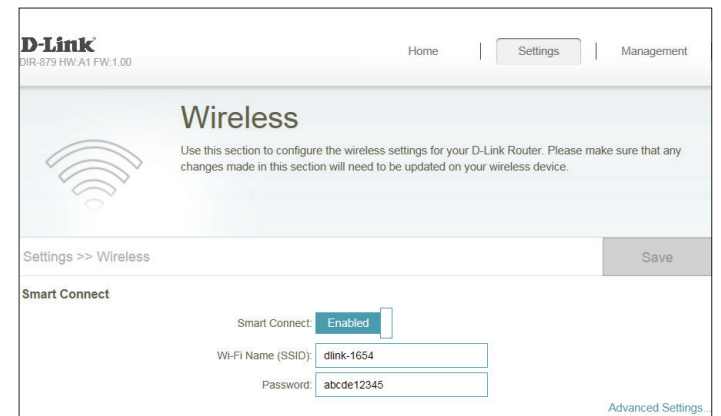 D-Link
DIR-879 HW:A1 FW:1.00
Home
Settings
Management
Wireless
Use this section to configure the wireless settings for your D-Link Router. Please make sure that any
changes made in this section will need to be updated on your wireless device.
Settings >> Wireless
Save
Smart Connect
Smart Connect: Enabled
Wi-Fi Name (SSID): dlink-1654
Password: abcde12345
Advanced Settings...